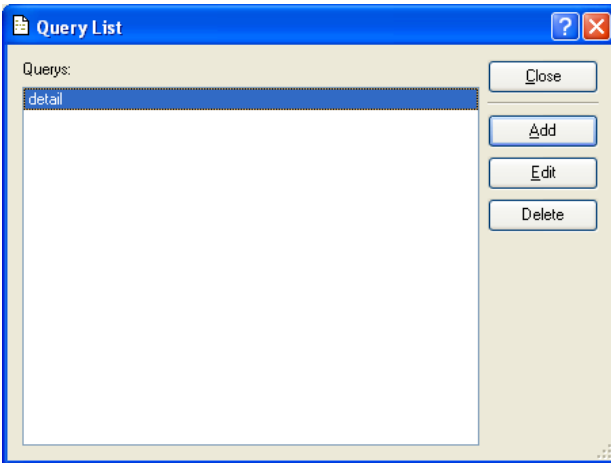 Query List
Querys:
detail
Close
Add
Edit
Delete